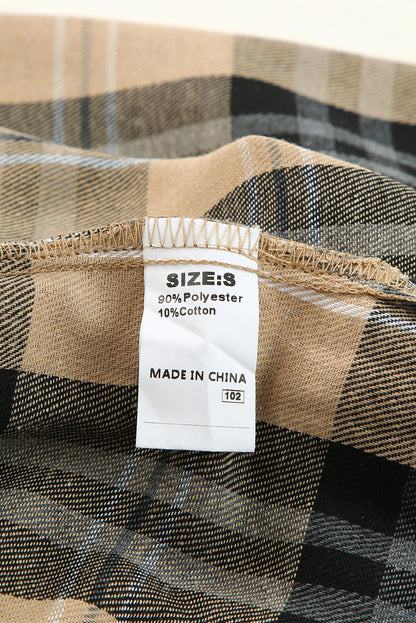 SIZE:S
90%Polyester
10%Cotton
MADE IN CHINA
102